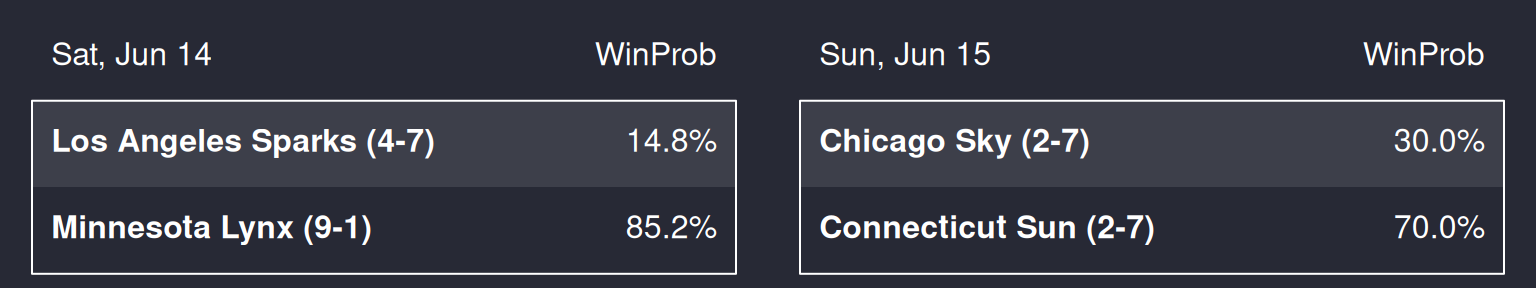 Sat, Jun 14 WinProb
Los Angeles Sparks (4-7) 14.8%
Minnesota Lynx (9-1) 85.2%
Sun, Jun 15 WinProb
Chicago Sky (2-7) 30.0%
Connecticut Sun (2-7) 70.0%